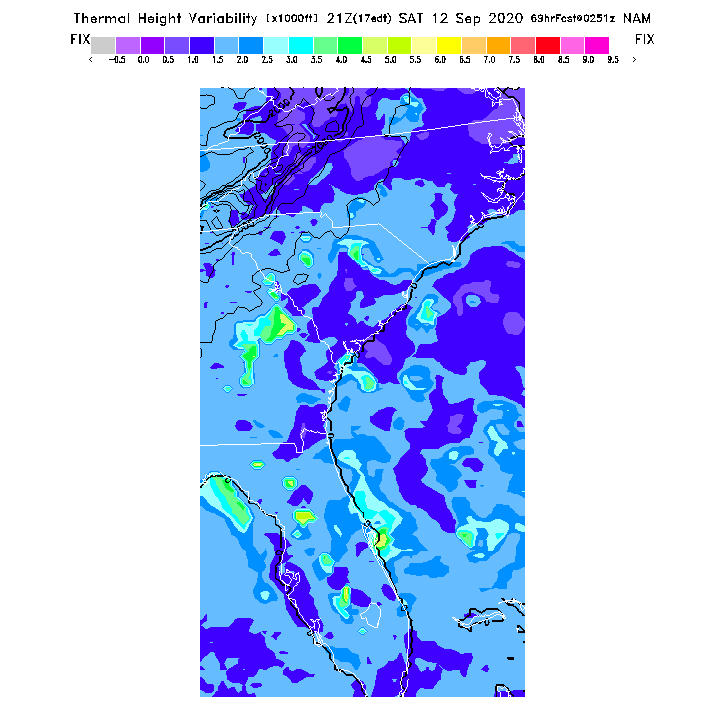 Thermal Height Variability [x1000ft] 21Z(17edt) SAT 12 Sep 2020 69hrFcst@0251z NAM
FIX FIX
< -0.5 0.0 0.5 1.0 1.5 2.0 2.5 3.0 3.5 4.0 4.5 5.0 5.5 6.0 6.5 7.0 7.5 8.0 8.5 9.0 9.5 >